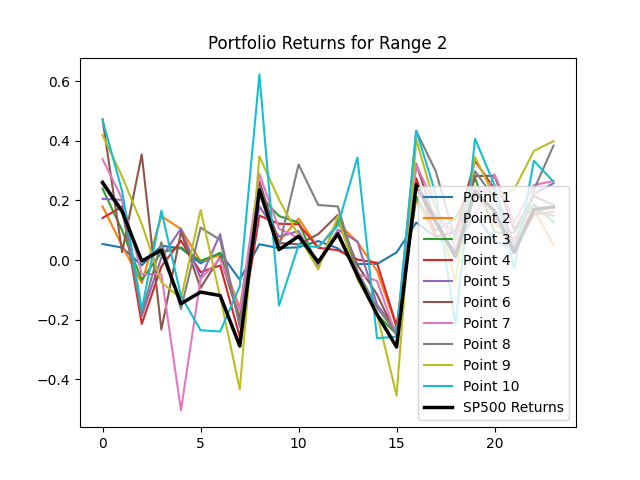 Portfolio Returns for Range 2
0.6
0.4
0.2
0.0
−0.2
−0.4
0
5
10
15
20
Point 1
Point 2
Point 3
Point 4
Point 5
Point 6
Point 7
Point 8
Point 9
Point 10
SP500 Returns